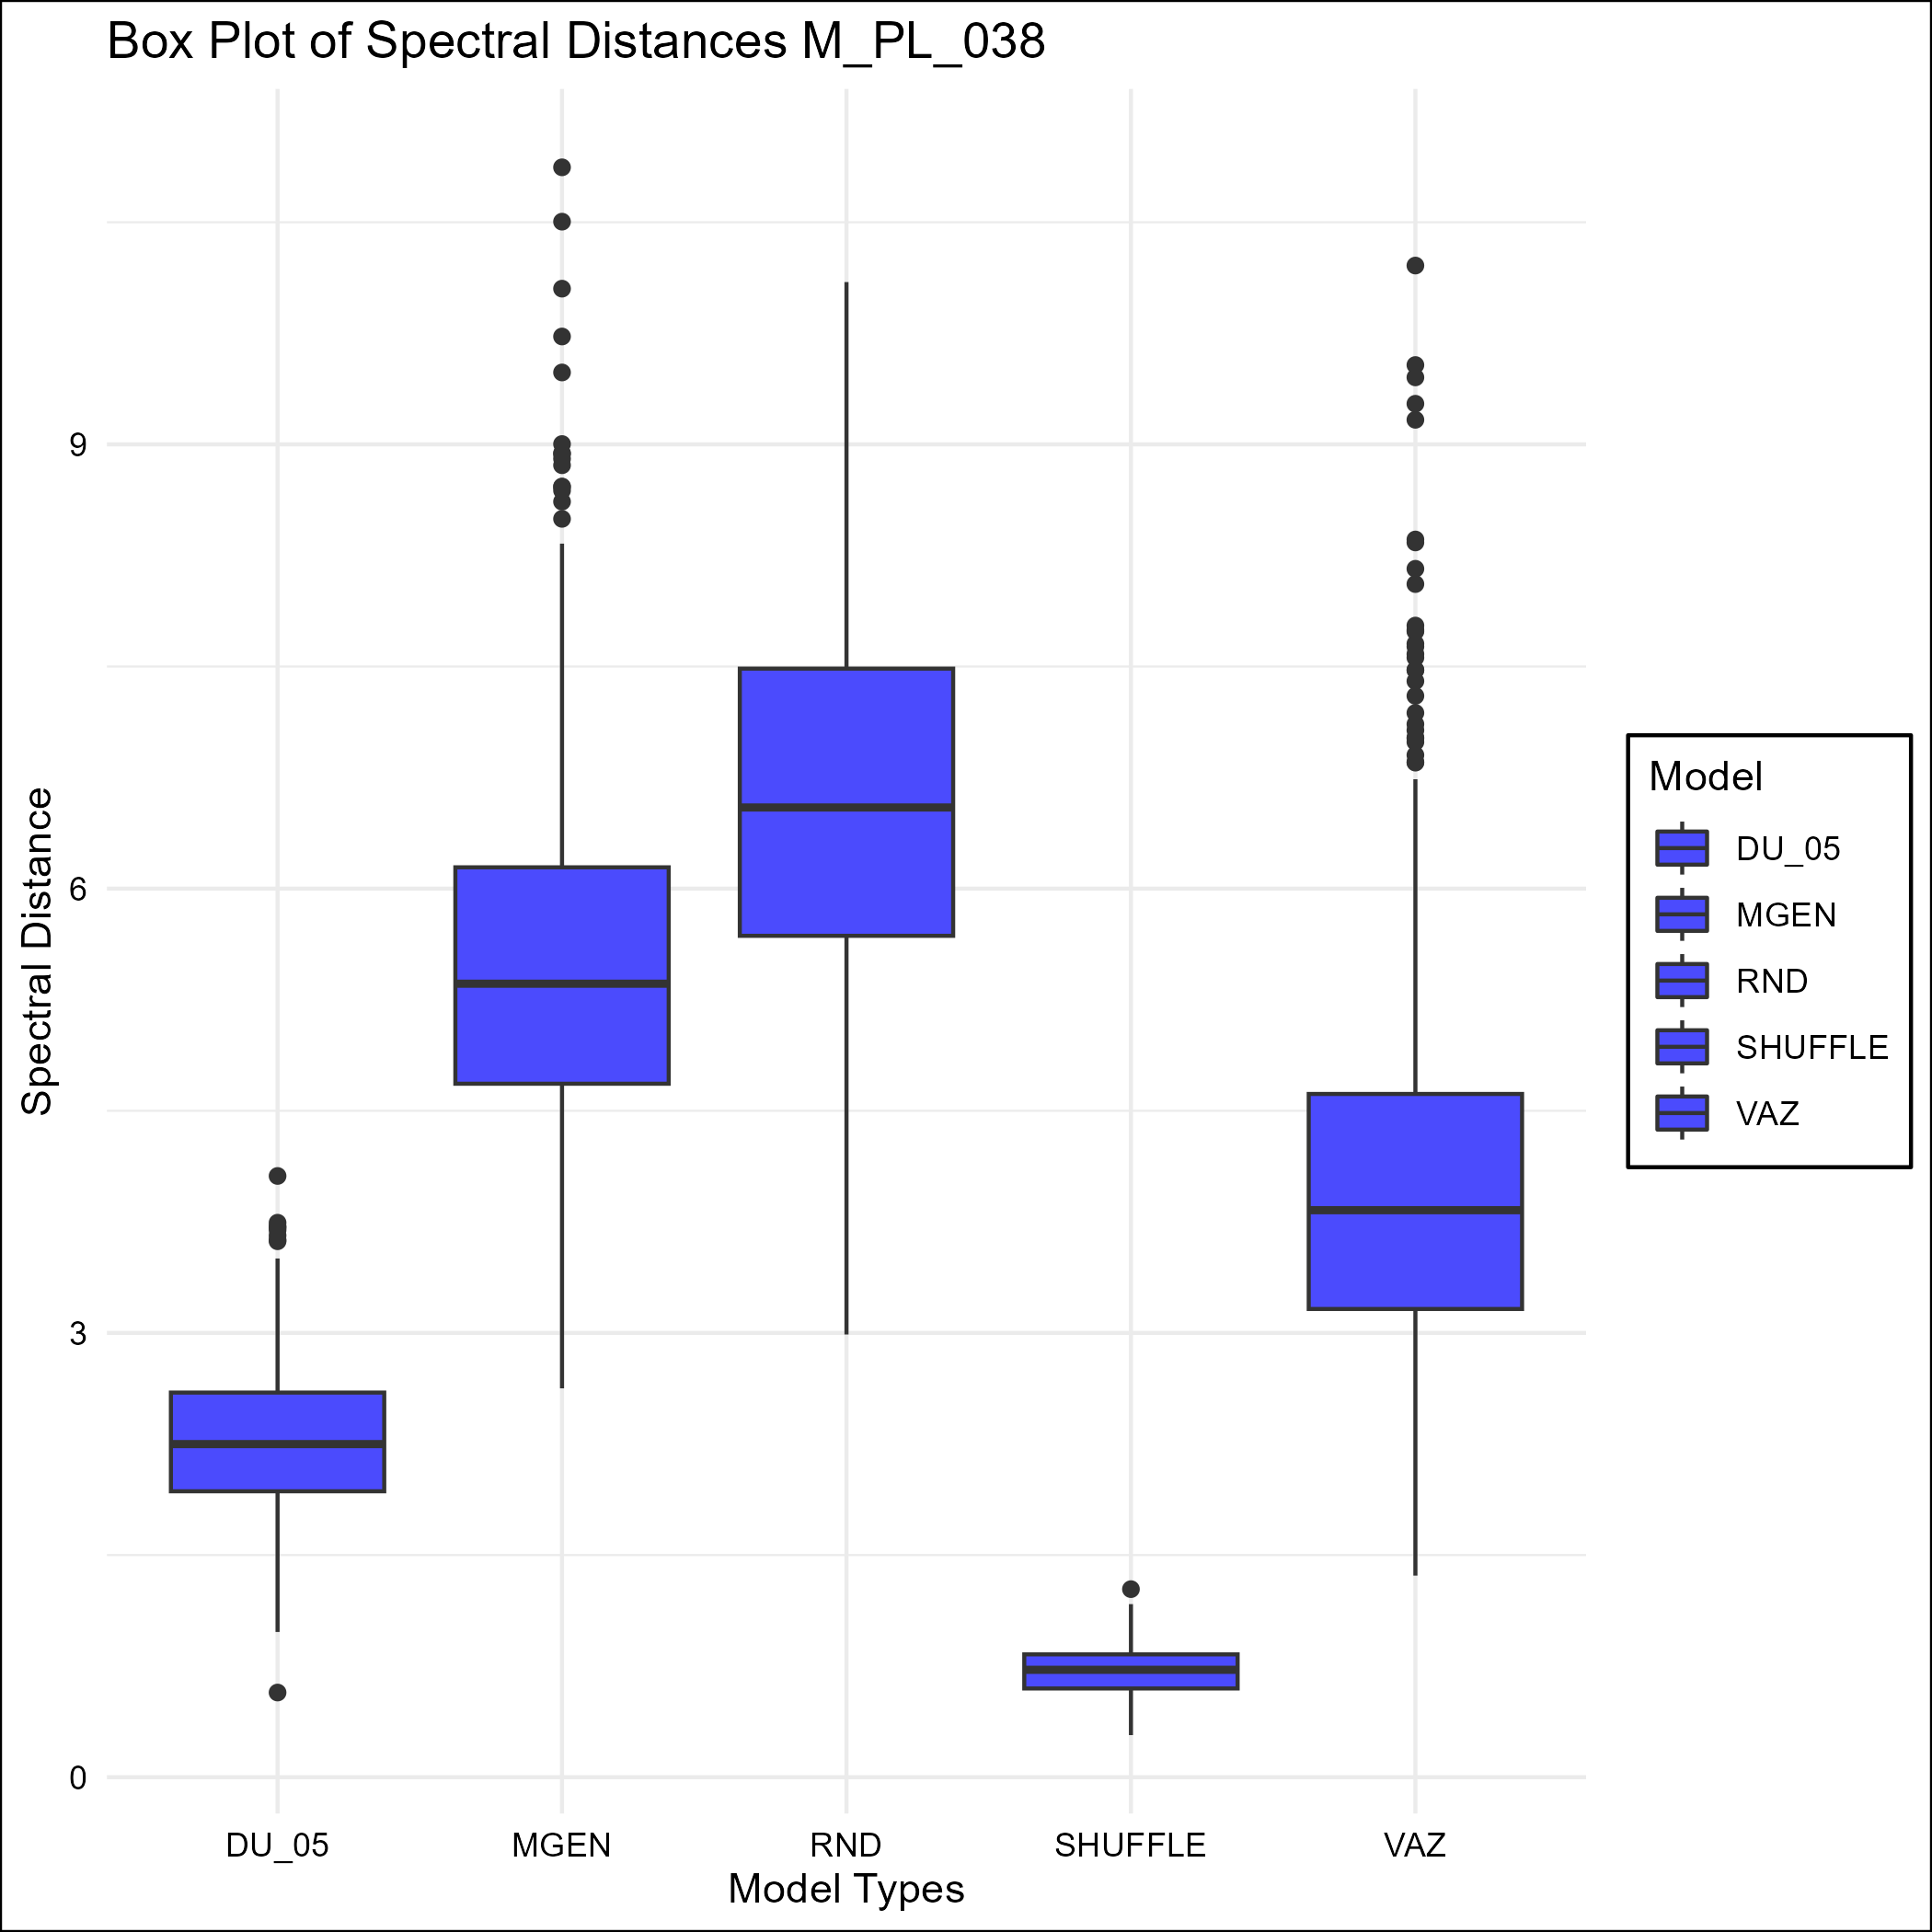 Box Plot of Spectral Distances M_PL_038
Spectral Distance
9
6
3
0
DU_05
MGEN
RND
SHUFFLE
VAZ
Model Types
Model
DU_05
MGEN
RND
SHUFFLE
VAZ